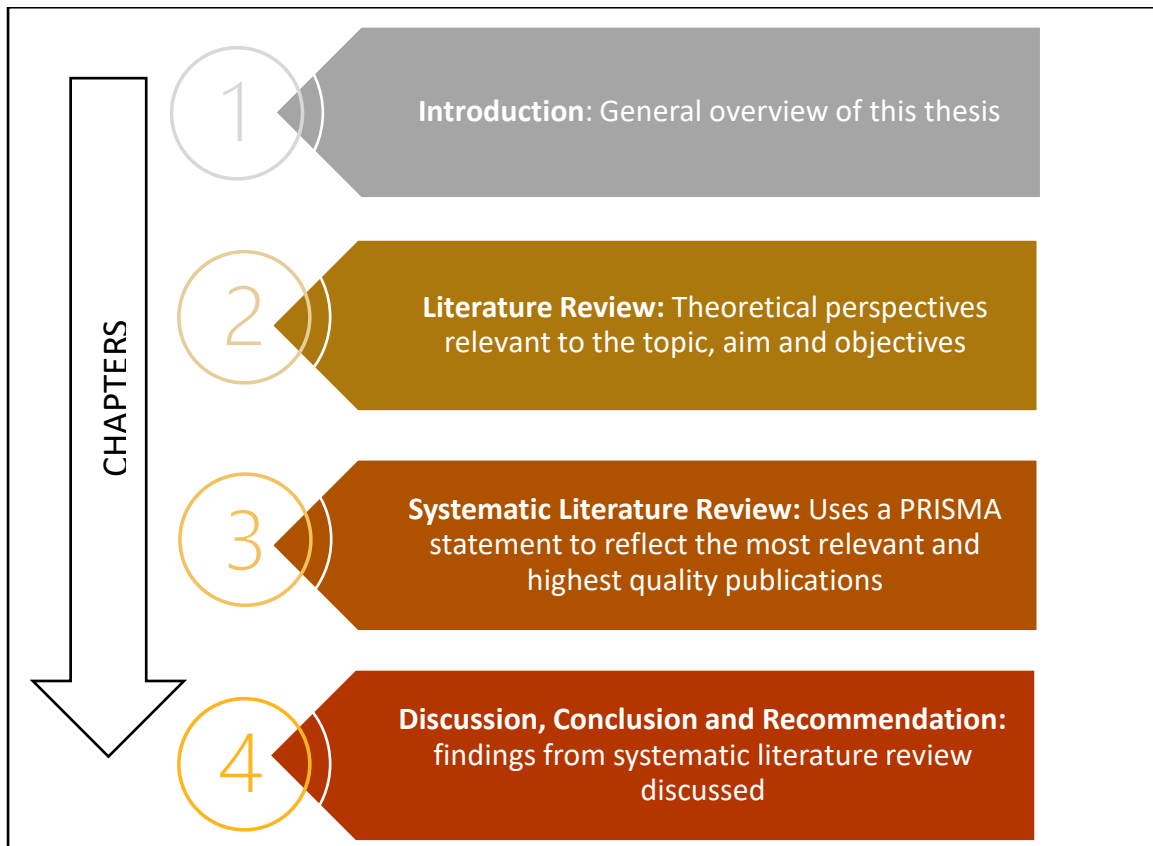 CHAPTERS
1
Introduction: General overview of this thesis
2
Literature Review: Theoretical perspectives
relevant to the topic, aim and objectives
3
Systematic Literature Review: Uses a PRISMA
statement to reflect the most relevant and
highest quality publications
4
Discussion, Conclusion and Recommendation:
findings from systematic literature review
discussed